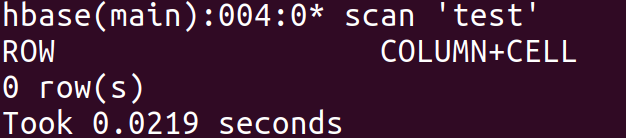 hbase(main):004:0* scan 'test'
ROW                    COLUMN+CELL
0 row(s)
Took 0.0219 seconds